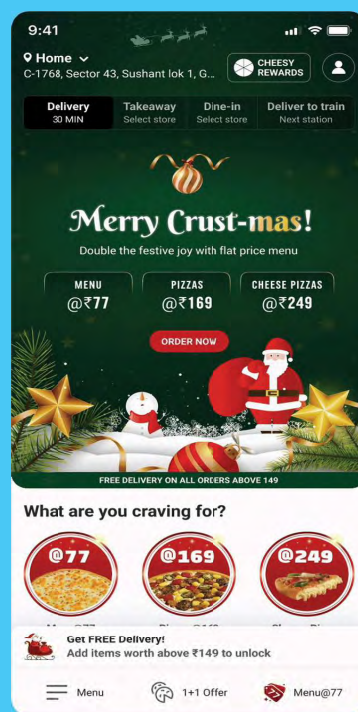 9:41
Home
C-1768, Sector 43, Sushant lok 1, G...
CHEESY
REWARDS
Delivery
30 MIN
Takeaway
Select store
Dine-in
Select store
Deliver to train
Next station
Merry Crust-mas!
Double the festive joy with flat price menu
MENU
@₹77
PIZZAS
@₹169
CHEESE PIZZAS
@₹249
ORDER NOW
FREE DELIVERY ON ALL ORDERS ABOVE 149
What are you craving for?
@77
@169
@249
Get FREE Delivery!
Add items worth above ₹149 to unlock
Menu
1+1 Offer
Menu@77